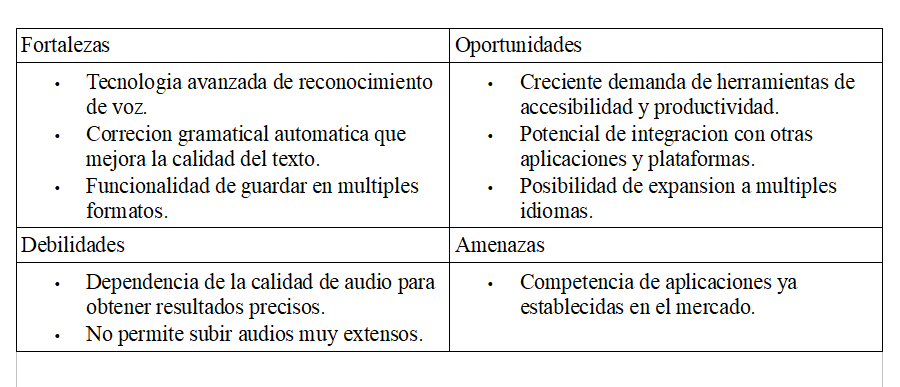 Fortalezas
• Tecnologia avanzada de reconocimiento
de voz.
• Correcion gramatical automatica que
mejora la calidad del texto.
• Funcionalidad de guardar en multiples
formatos.
Oportunidades
• Creciente demanda de herramientas de
accesibilidad y productividad.
• Potencial de integracion con otras
aplicaciones y plataformas.
• Posibilidad de expansion a multiples
idiomas.
Debilidades
• Dependencia de la calidad de audio para
obtener resultados precisos.
• No permite subir audios muy extensos.
Amenazas
• Competencia de aplicaciones ya
establecidas en el mercado.